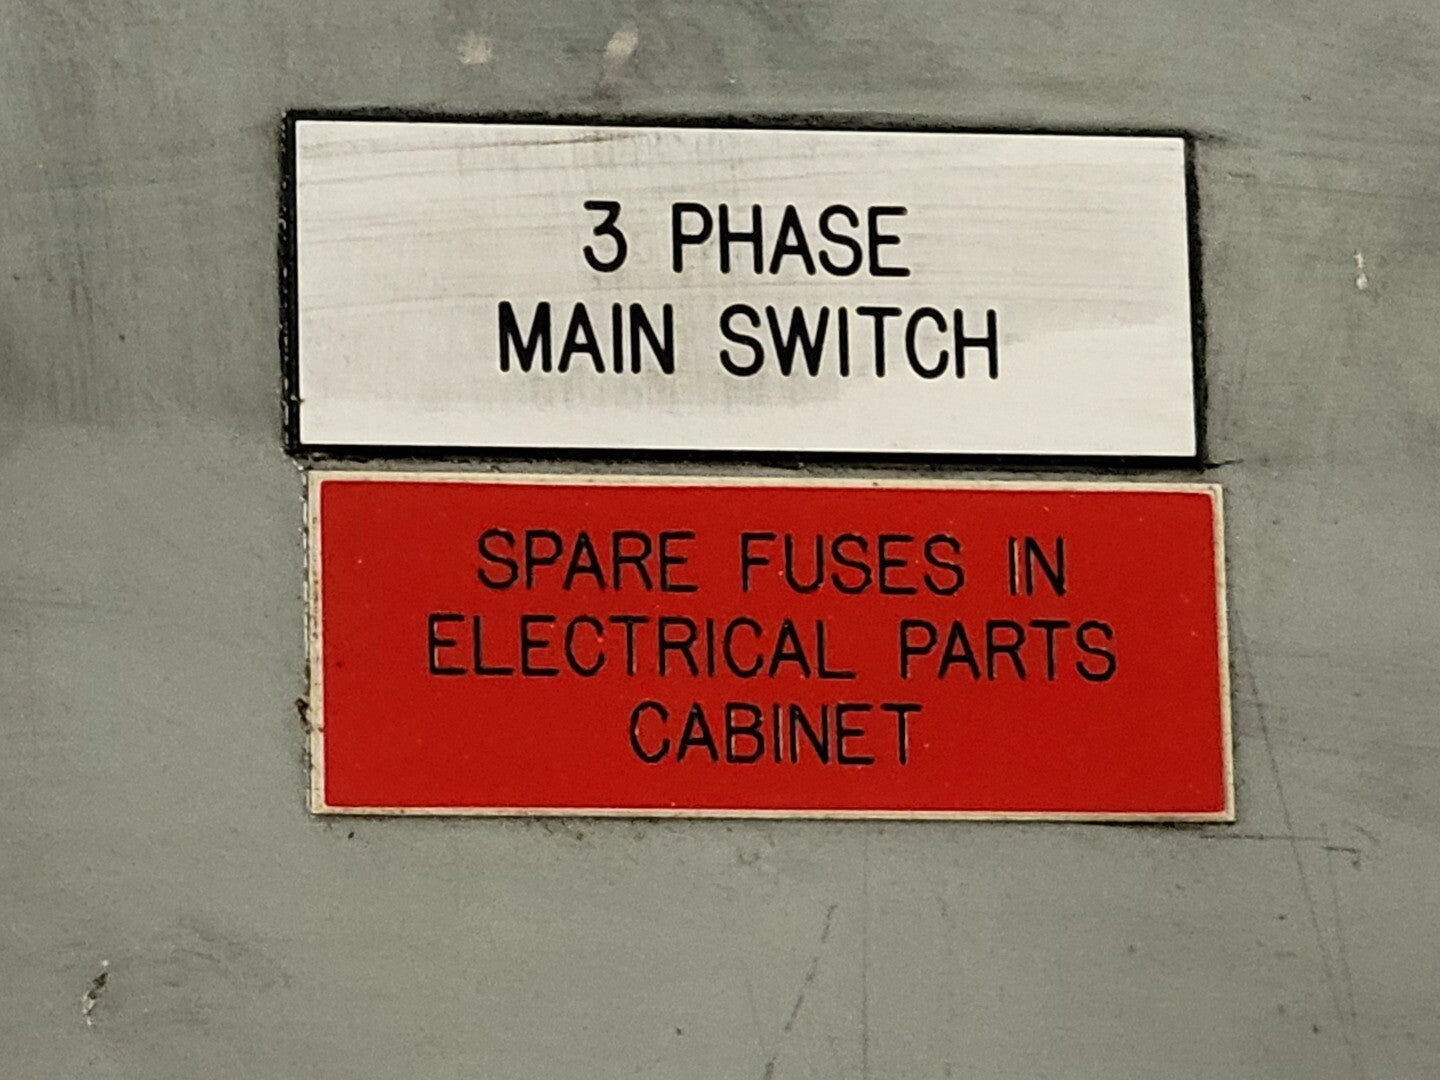 3 PHASE
MAIN SWITCH
SPARE FUSES IN
ELECTRICAL PARTS
CABINET